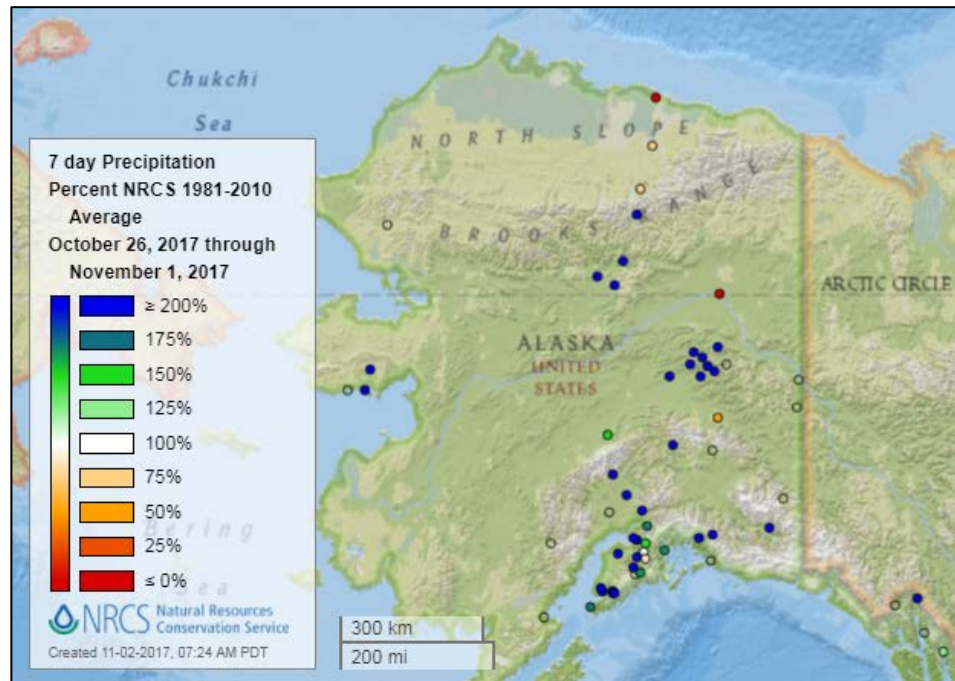 Chukchi
Sea
NORTH SLOPE
BROOKS RANGE
7 day Precipitation
Percent NRCS 1981-2010
Average
October 26, 2017 through
November 1, 2017
≥ 200%
175%
150%
125%
100%
75%
50%
25%
≤ 0%
NRCS Natural Resources
Conservation Service
Created 11-02-2017, 07:24 AM PDT
ARCTIC CIRCLE
ALASKA
UNITED
STATES
Bering
Sea
300 km
200 mi